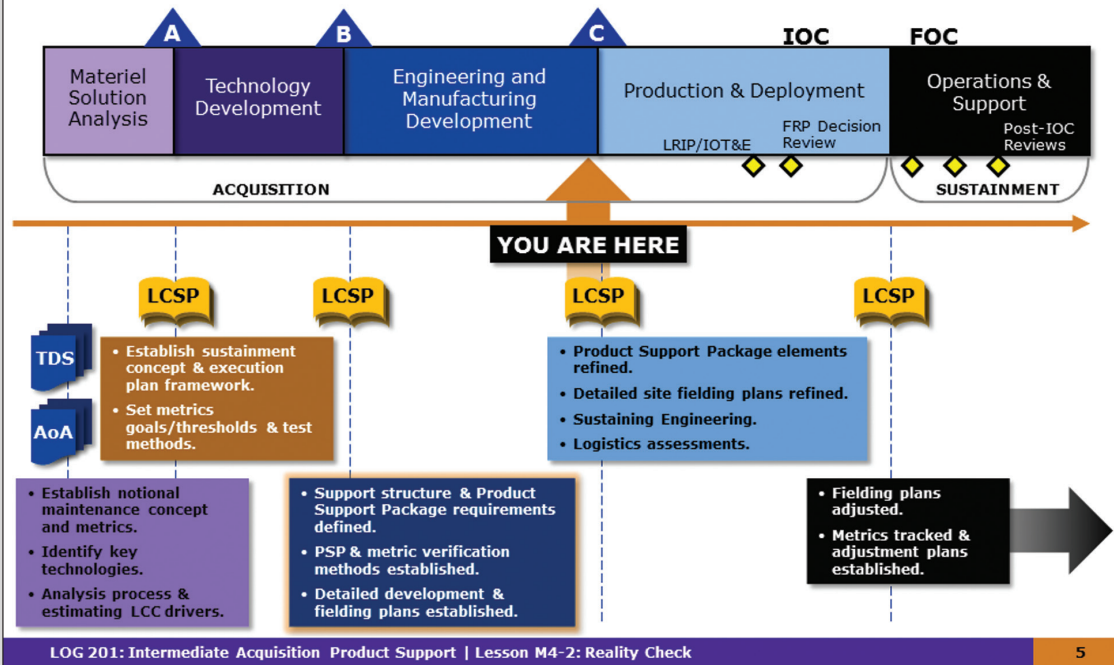 A
B
C
IOC
FOC
Materiel
Solution
Analysis
Technology
Development
Engineering and
Manufacturing
Development
Production & Deployment
LRIP/IOT&E
FRP Decision
Review
Operations &
Support
Post-IOC
Reviews
ACQUISITION
SUSTAINMENT
YOU ARE HERE
LCSP
LCSP
LCSP
LCSP
TDS
AoA
• Establish sustainment
concept & execution
plan framework.
• Set metrics
goals/thresholds & test
methods.
• Product Support Package elements
refined.
• Detailed site fielding plans refined.
• Sustaining Engineering.
• Logistics assessments.
• Establish notional
maintenance concept
and metrics.
• Identify key
technologies.
• Analysis process &
estimating LCC drivers.
• Support structure & Product
Support Package requirements
defined.
• PSP & metric verification
methods established.
• Detailed development &
fielding plans established.
• Fielding plans
adjusted.
• Metrics tracked &
adjustment plans
established.
LOG 201: Intermediate Acquisition Product Support | Lesson M4-2: Reality Check
5